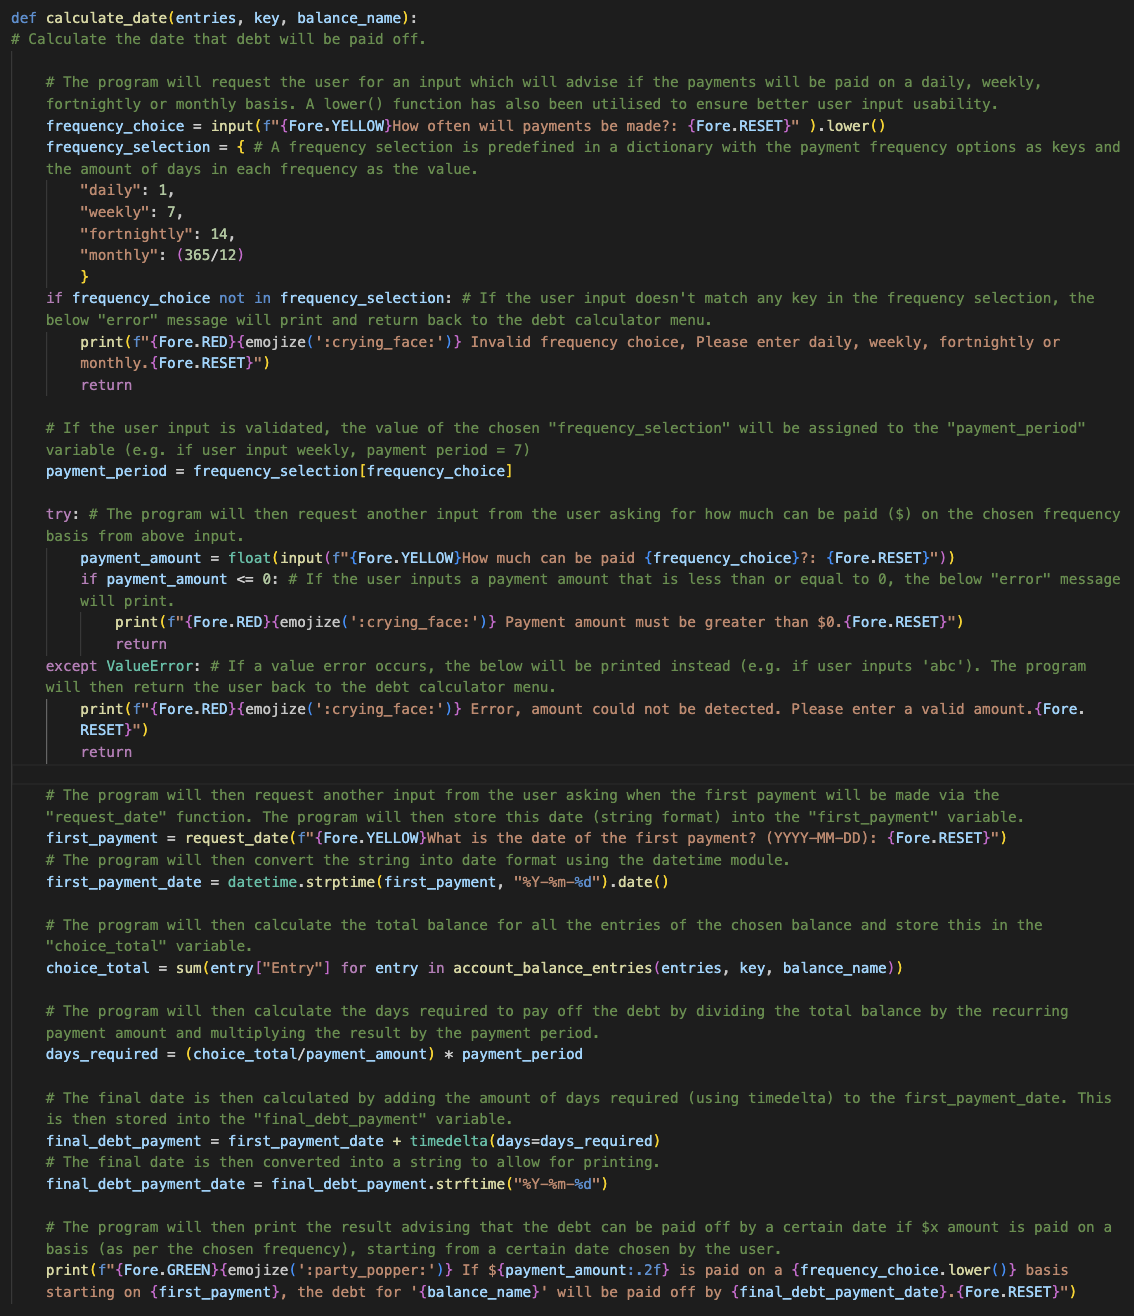 def calculate_date(entries, key, balance_name):
# Calculate the date that debt will be paid off.
# The program will request the user for an input which will advise if the payments will be paid on a daily, weekly,
fortnightly or monthly basis. A lower() function has also been utilised to ensure better user input usability.
frequency_choice = input(f"{Fore.YELLOW}How often will payments be made?: {Fore.RESET}" ).lower()
frequency_selection = { # A frequency selection is predefined in a dictionary with the payment frequency options as keys and
the amount of days in each frequency as the value.
"daily": 1,
"weekly": 7,
"fortnightly": 14,
"monthly": (365/12)
}
if frequency_choice not in frequency_selection: # If the user input doesn't match any key in the frequency selection, the
below "error" message will print and return back to the debt calculator menu.
print(f"{Fore.RED}{emojize(':crying_face:')} Invalid frequency choice, Please enter daily, weekly, fortnightly or
monthly.{Fore.RESET}")
return
# If the user input is validated, the value of the chosen "frequency_selection" will be assigned to the "payment_period"
variable (e.g. if user input weekly, payment period = 7)
payment_period = frequency_selection[frequency_choice]
try: # The program will then request another input from the user asking for how much can be paid ($) on the chosen frequency
basis from above input.
payment_amount = float(input(f"{Fore.YELLOW}How much can be paid {frequency_choice}?: {Fore.RESET}"))
if payment_amount <= 0: # If the user inputs a payment amount that is less than or equal to 0, the below "error" message
will print.
print(f"{Fore.RED}{emojize(':crying_face:')} Payment amount must be greater than $0.{Fore.RESET}")
return
except ValueError: # If a value error occurs, the below will be printed instead (e.g. if user inputs 'abc'). The program
will then return the user back to the debt calculator menu.
print(f"{Fore.RED}{emojize(':crying_face:')} Error, amount could not be detected. Please enter a valid amount.{Fore.
RESET}")
return
# The program will then request another input from the user asking when the first payment will be made via the
"request_date" function. The program will then store this date (string format) into the "first_payment" variable.
first_payment = request_date(f"{Fore.YELLOW}What is the date of the first payment? (YYYY-MM-DD): {Fore.RESET}")
# The program will then convert the string into date format using the datetime module.
first_payment_date = datetime.strptime(first_payment, "%Y-%m-%d").date()
# The program will then calculate the total balance for all the entries of the chosen balance and store this in the
"choice_total" variable.
choice_total = sum(entry["Entry"] for entry in account_balance_entries(entries, key, balance_name))
# The program will then calculate the days required to pay off the debt by dividing the total balance by the recurring
payment amount and multiplying the result by the payment period.
days_required = (choice_total/payment_amount) * payment_period
# The final date is then calculated by adding the amount of days required (using timedelta) to the first_payment_date. This
is then stored into the "final_debt_payment" variable.
final_debt_payment = first_payment_date + timedelta(days=days_required)
# The final date is then converted into a string to allow for printing.
final_debt_payment_date = final_debt_payment.strftime("%Y-%m-%d")
# The program will then print the result advising that the debt can be paid off by a certain date if $x amount is paid on a
basis (as per the chosen frequency), starting from a certain date chosen by the user.
print(f"{Fore.GREEN}{emojize(':party_popper:')} If ${payment_amount:.2f} is paid on a {frequency_choice.lower()} basis
starting on {first_payment}, the debt for '{balance_name}' will be paid off by {final_debt_payment_date}.{Fore.RESET}")